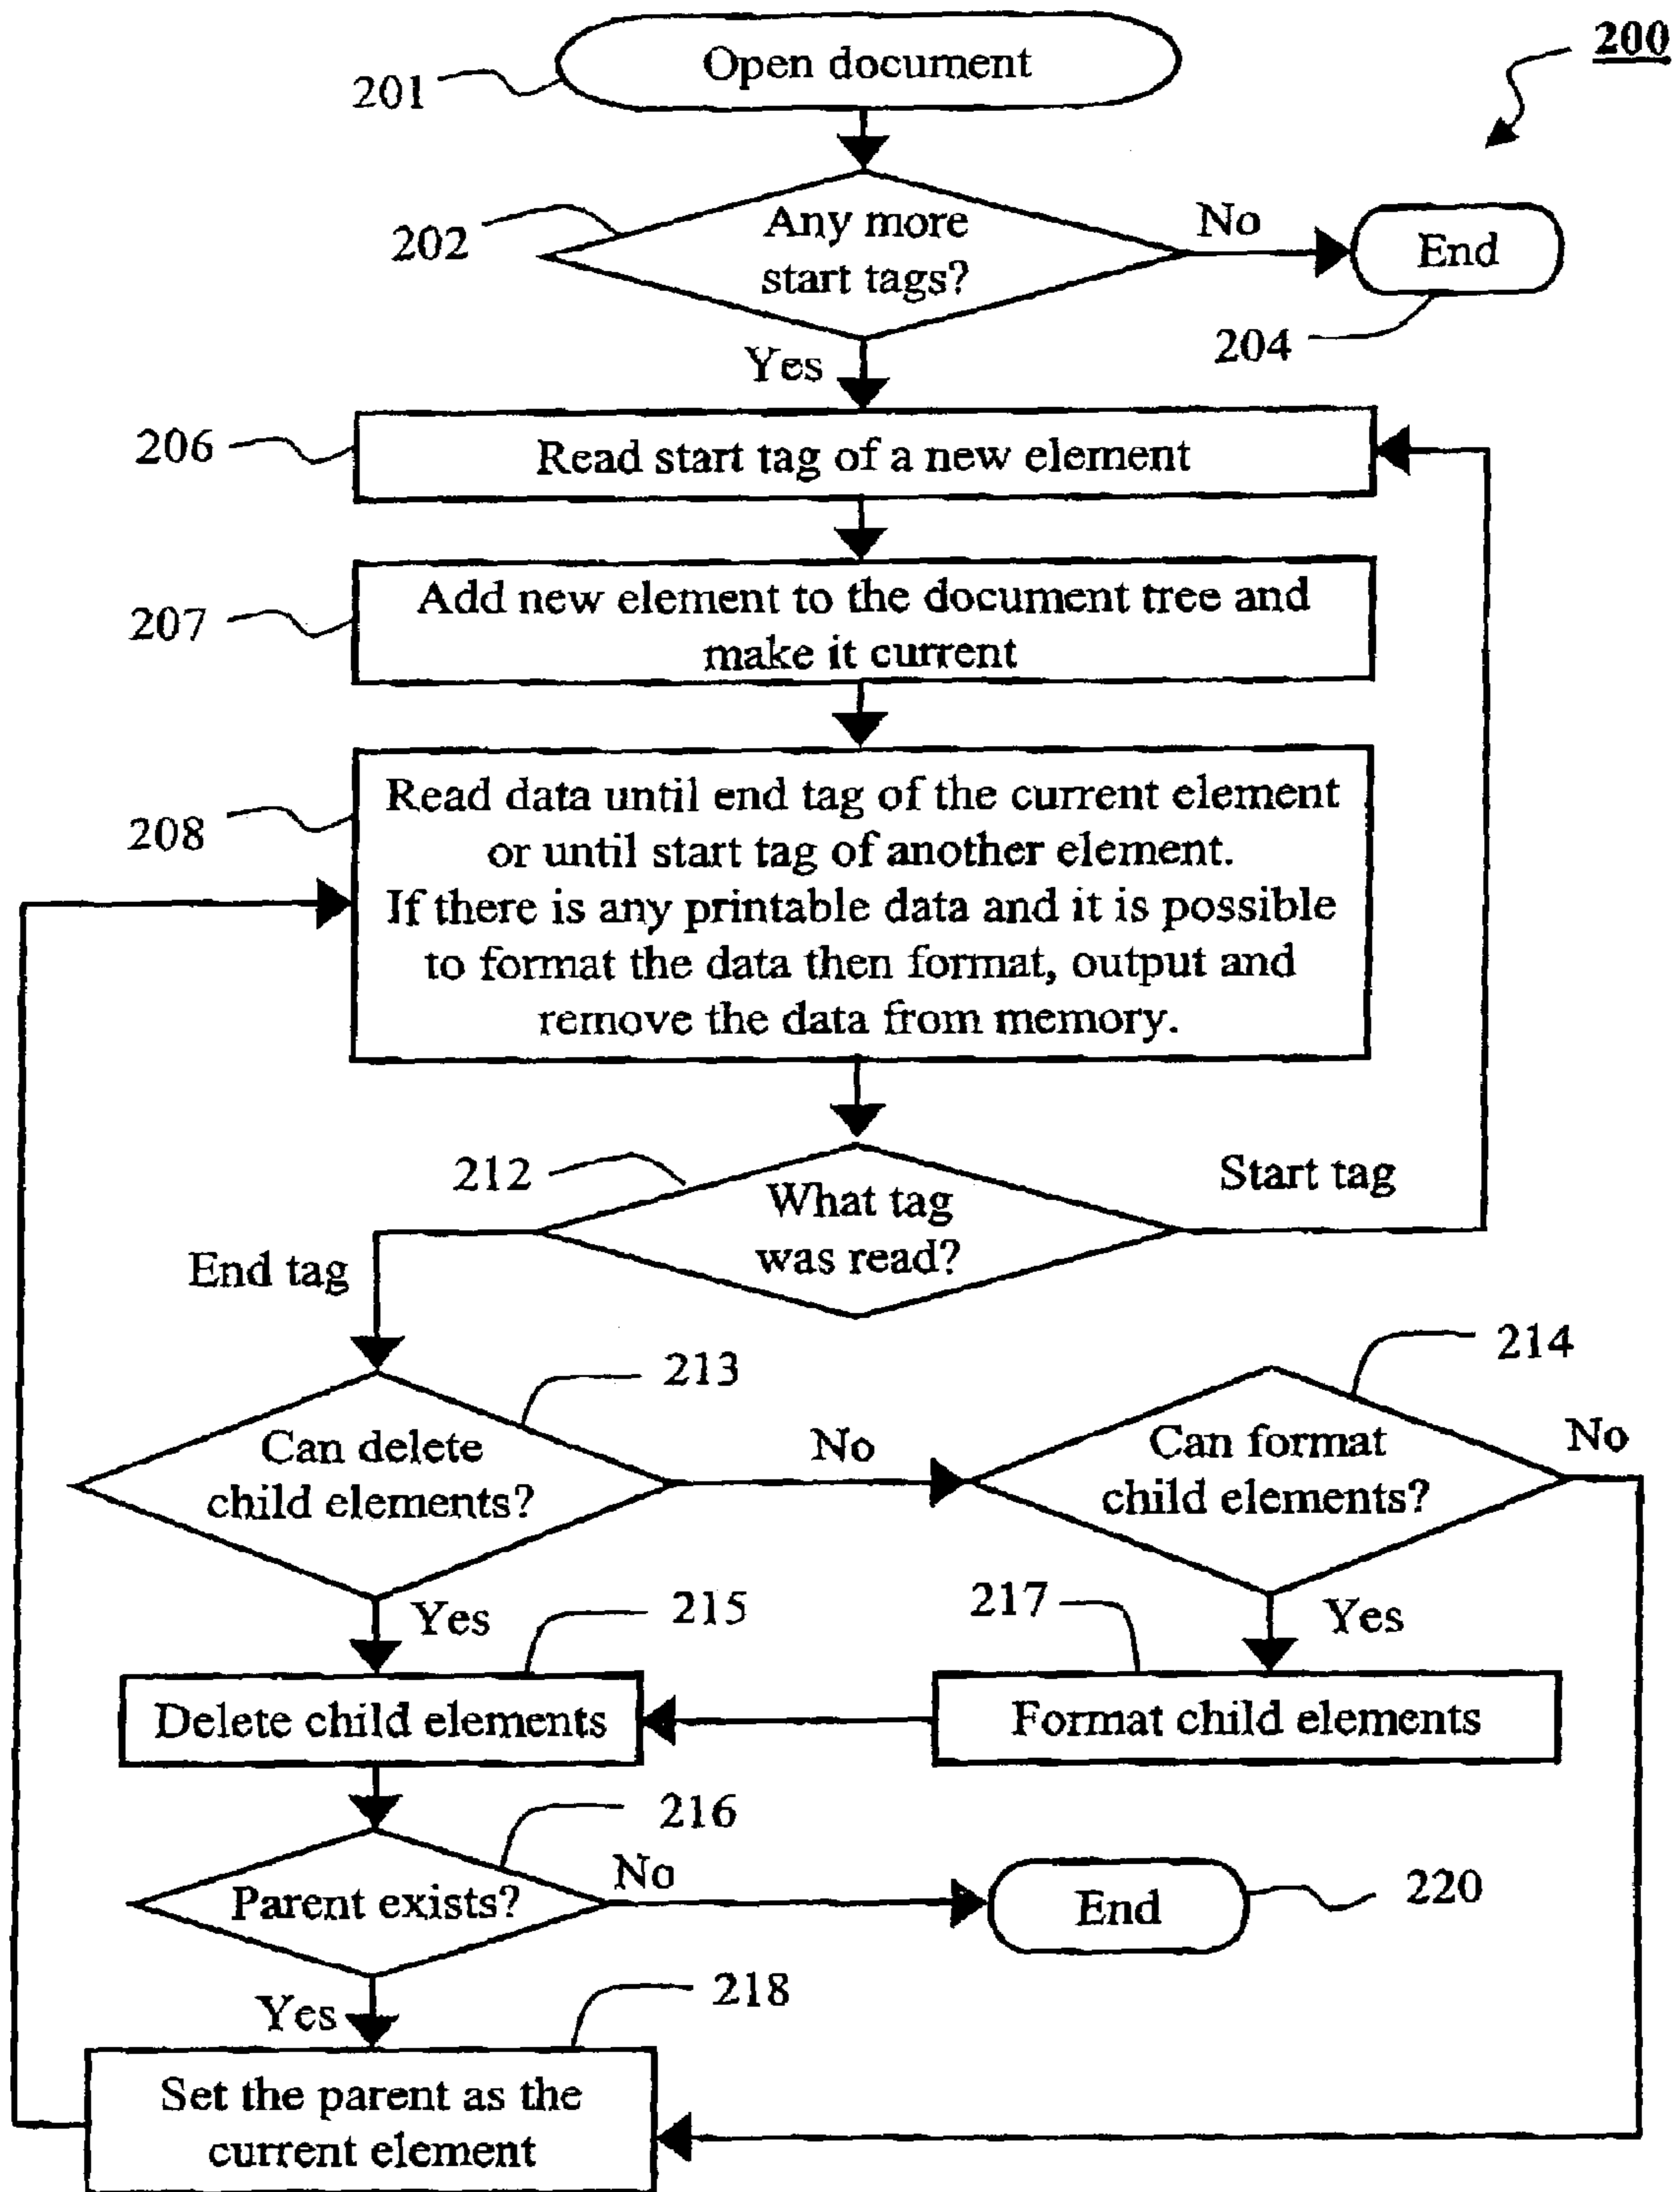 200
Open document
201
Any more
start tags?
202
No
End
204
Yes
206
Read start tag of a new element
207
Add new element to the document tree and
make it current
208
Read data until end tag of the current element
or until start tag of another element.
If there is any printable data and it is possible
to format the data then format, output and
remove the data from memory.
212
What tag
was read?
Start tag
End tag
213
Can delete
child elements?
No
214
Can format
child elements?
No
Yes
215
Delete child elements
217
Yes
Format child elements
216
Parent exists?
No
End
220
Yes
218
Set the parent as the
current element